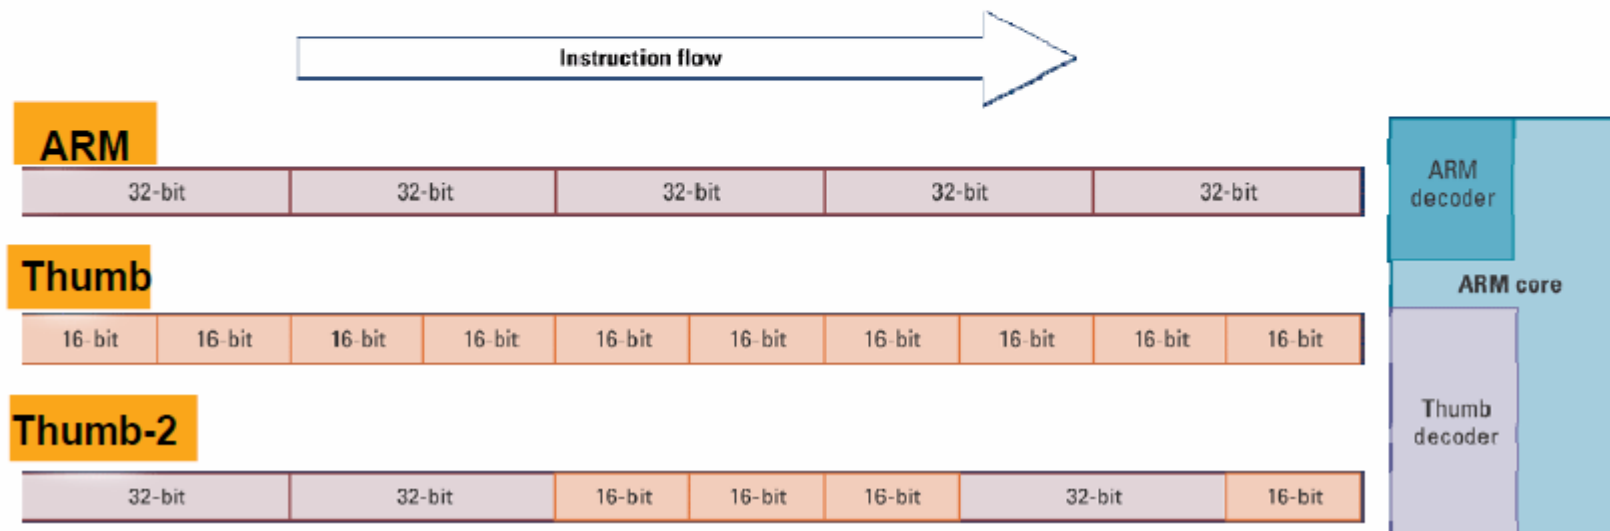 Instruction flow
ARM
32-bit 32-bit 32-bit 32-bit 32-bit
ARM
decoder
Thumb
ARM core
16-bit 16-bit 16-bit 16-bit 16-bit 16-bit 16-bit 16-bit 16-bit 16-bit
Thumb-2
Thumb
decoder
32-bit 32-bit 16-bit 16-bit 16-bit 32-bit 16-bit